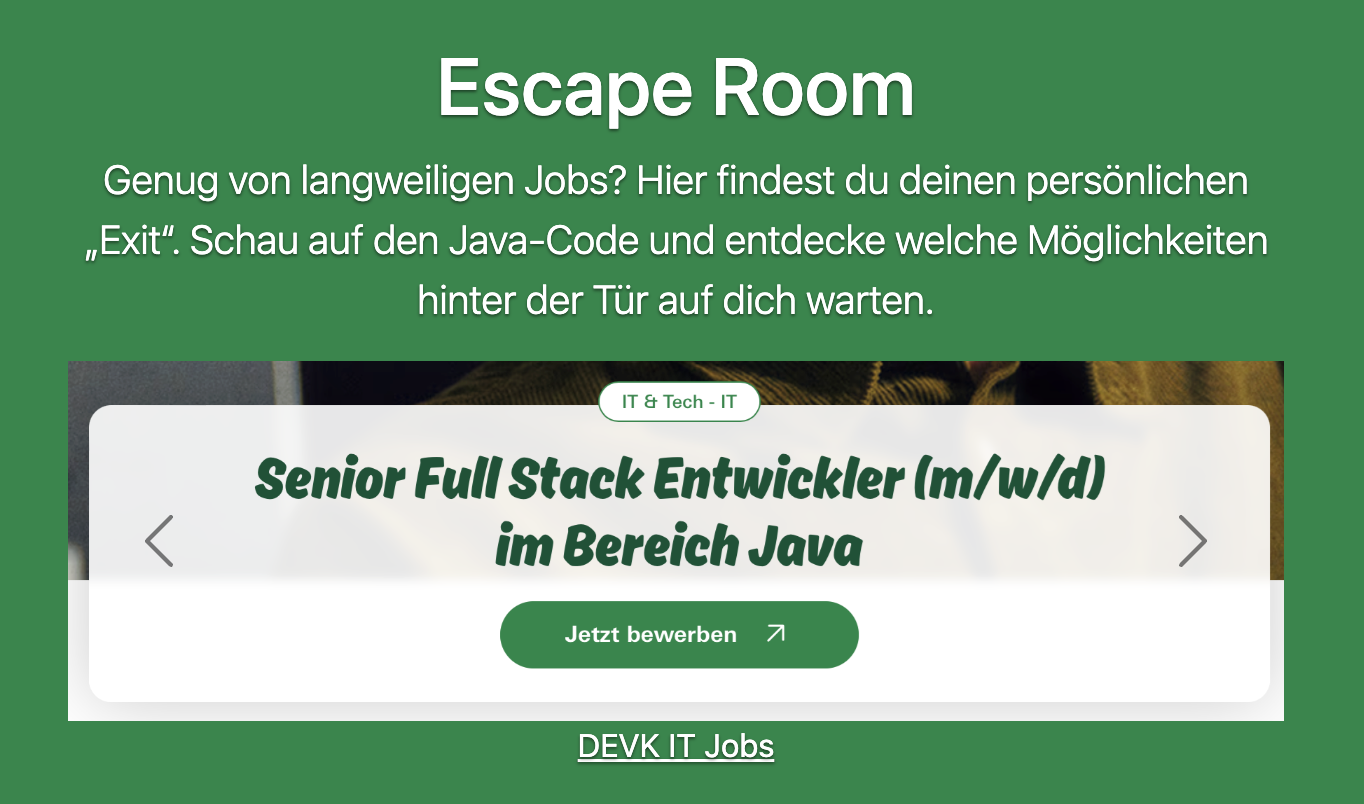 Escape Room
Genug von langweiligen Jobs? Hier findest du deinen persönlichen
„Exit“. Schau auf den Java-Code und entdecke welche Möglichkeiten
hinter der Tür auf dich warten.
IT & Tech - IT
Senior Full Stack Entwickler (m/w/d)
im Bereich Java
Jetzt bewerben
DEVK IT Jobs